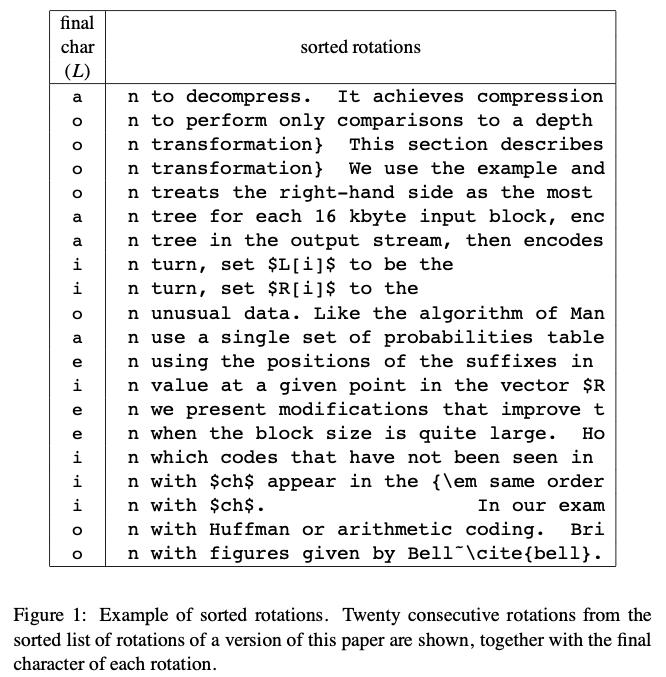 final
char
(L)
sorted rotations
a n to decompress.  It achieves compression
o n to perform only comparisons to a depth
o n transformation}  This section describes
o n transformation}  We use the example and
o n treats the right-hand side as the most
a n tree for each 16 kbyte input block, enc
a n tree in the output stream, then encodes
i n turn, set $L[i]$ to be the
i n turn, set $R[i]$ to the
o n unusual data. Like the algorithm of Man
a n use a single set of probabilities table
e n using the positions of the suffixes in
i n value at a given point in the vector $R
e n we present modifications that improve t
e n when the block size is quite large.  Ho
i n which codes that have not been seen in
i n with $ch$ appear in the {\em same order
i n with $ch$.                  In our exam
o n with Huffman or arithmetic coding.  Bri
o n with figures given by Bell~\cite{bell}.
Figure 1: Example of sorted rotations. Twenty consecutive rotations from the
sorted list of rotations of a version of this paper are shown, together with the final
character of each rotation.